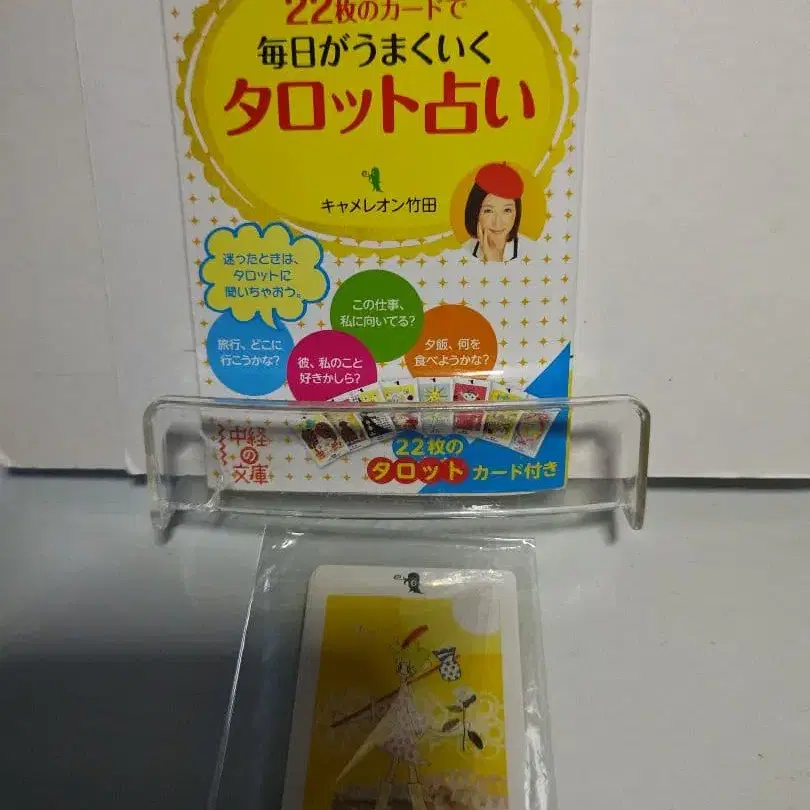 22枚のカードで
毎日がうまくいく
タロット占い
キャメレオン竹田
迷ったときは、
タロットに
聞いちゃおう。
この仕事、
私に向いてる?
旅行、どこに
行こうかな?
彼、私のこと
好きかしら?
夕飯、何を
食べようかな?
中経
の
文庫
22枚の
タロットカード付き